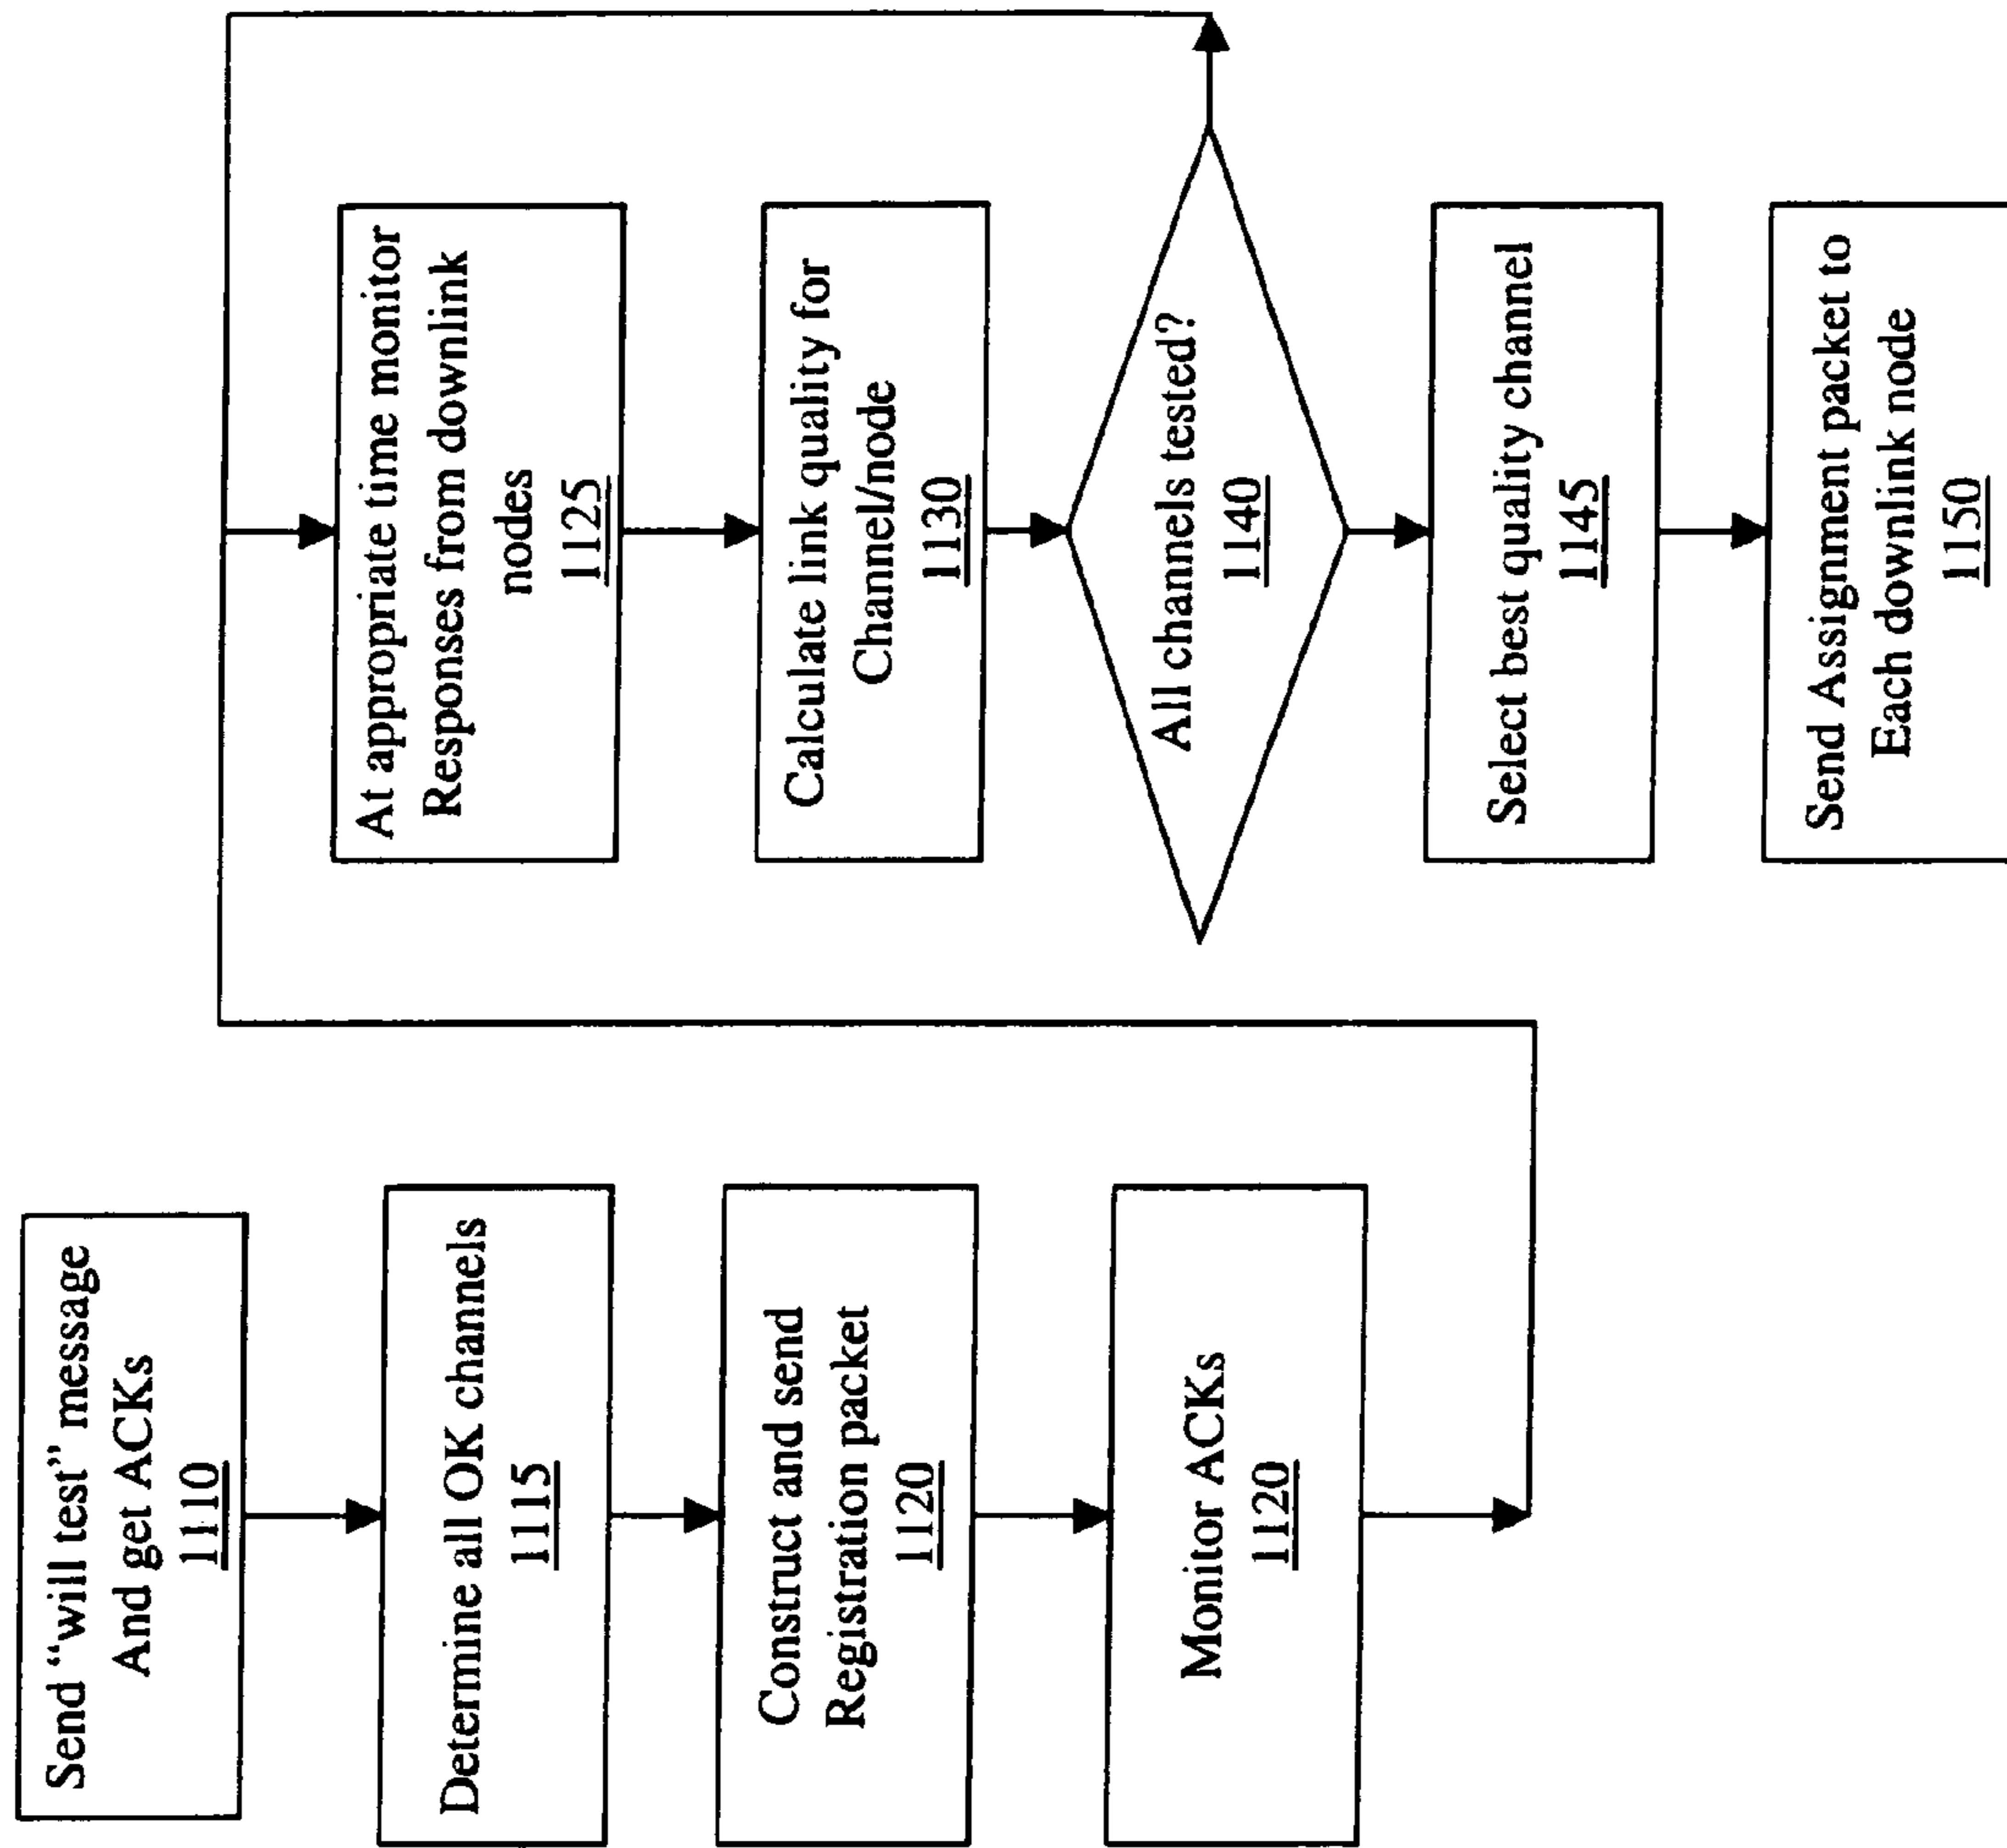 Send “will test” message
And get ACKs
1110
Determine all OK channels
1115
Construct and send
Registration packet
1120
Monitor ACKs
1120
At appropriate time monitor
Responses from downlink
nodes
1125
Calculate link quality for
Channel/node
1130
All channels tested?
1140
Select best quality channel
1145
Send Assignment packet to
Each downlink node
1150